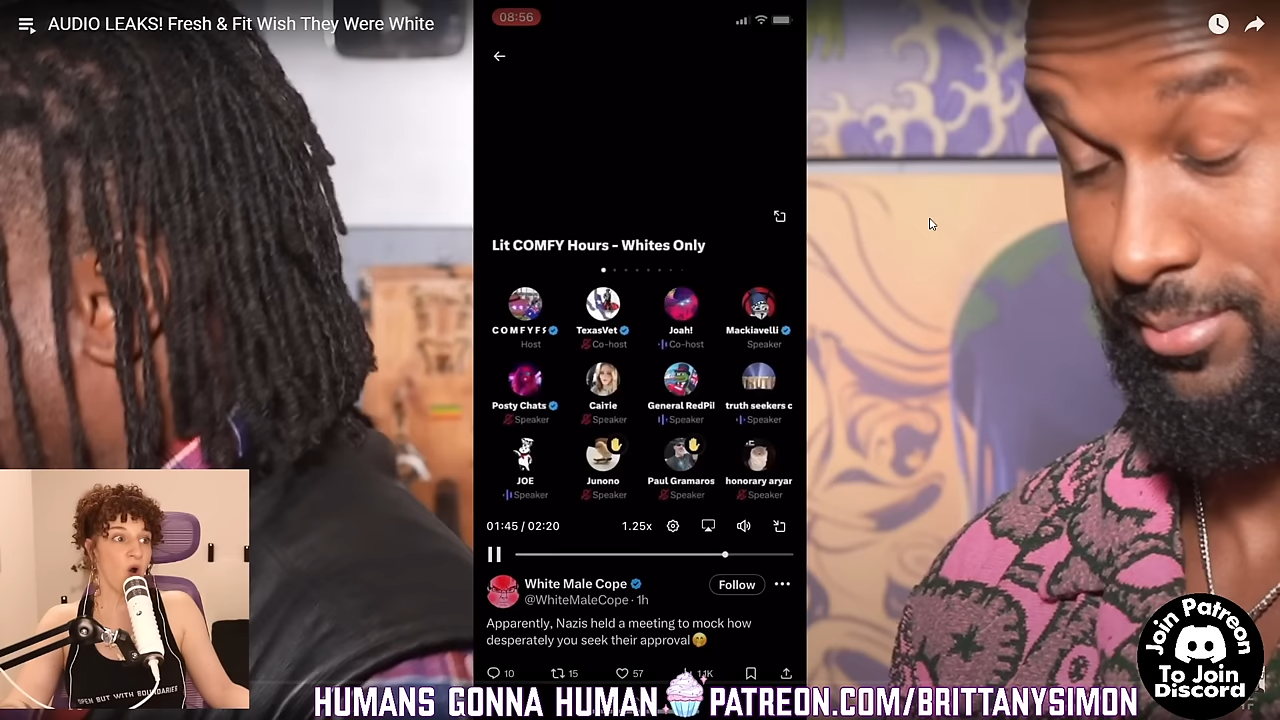 AUDIO LEAKS! Fresh & Fit Wish They Were White
08:56
Lit COMFY Hours - Whites Only
C O M F Y F S
TexasVet
Joah!
Mackiavelli
Host
Co-host
Co-host
Speaker
Posty Chats
General RedPil
truth seekers c
Speaker
Speaker
Speaker
Speaker
JOE
Junono
Paul Gramaros
honorary aryar
Speaker
Speaker
Speaker
Speaker
01:45 / 02:20
1.25x
White Male Cope
Follow
@WhiteMaleCope · 1h
Apparently, Nazis held a meeting to mock how
desperately you seek their approval
10
15
57
OPEN BUT WITH BOUNDARIES
Join Patreon
To Join
Discord
HUMANS GONNA HUMAN
PATREON.COM/BRITTANYSIMON